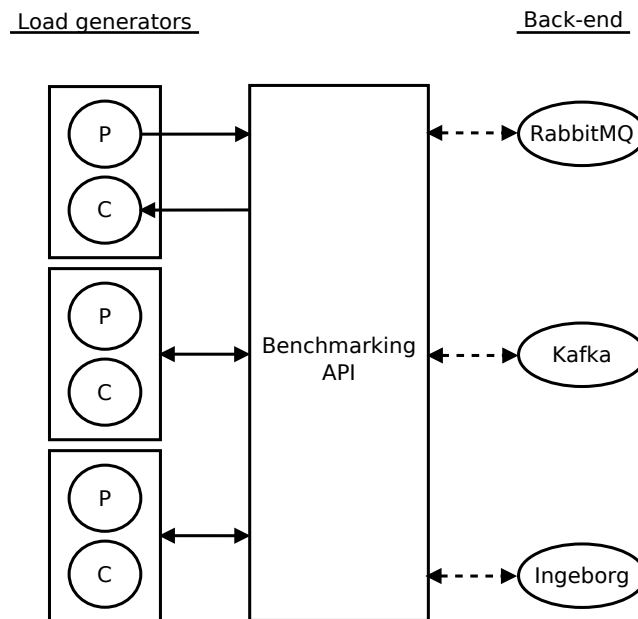 Load generators
Back-end
P
RabbitMQ
C
P
Benchmarking
API
Kafka
C
P
C
Ingeborg